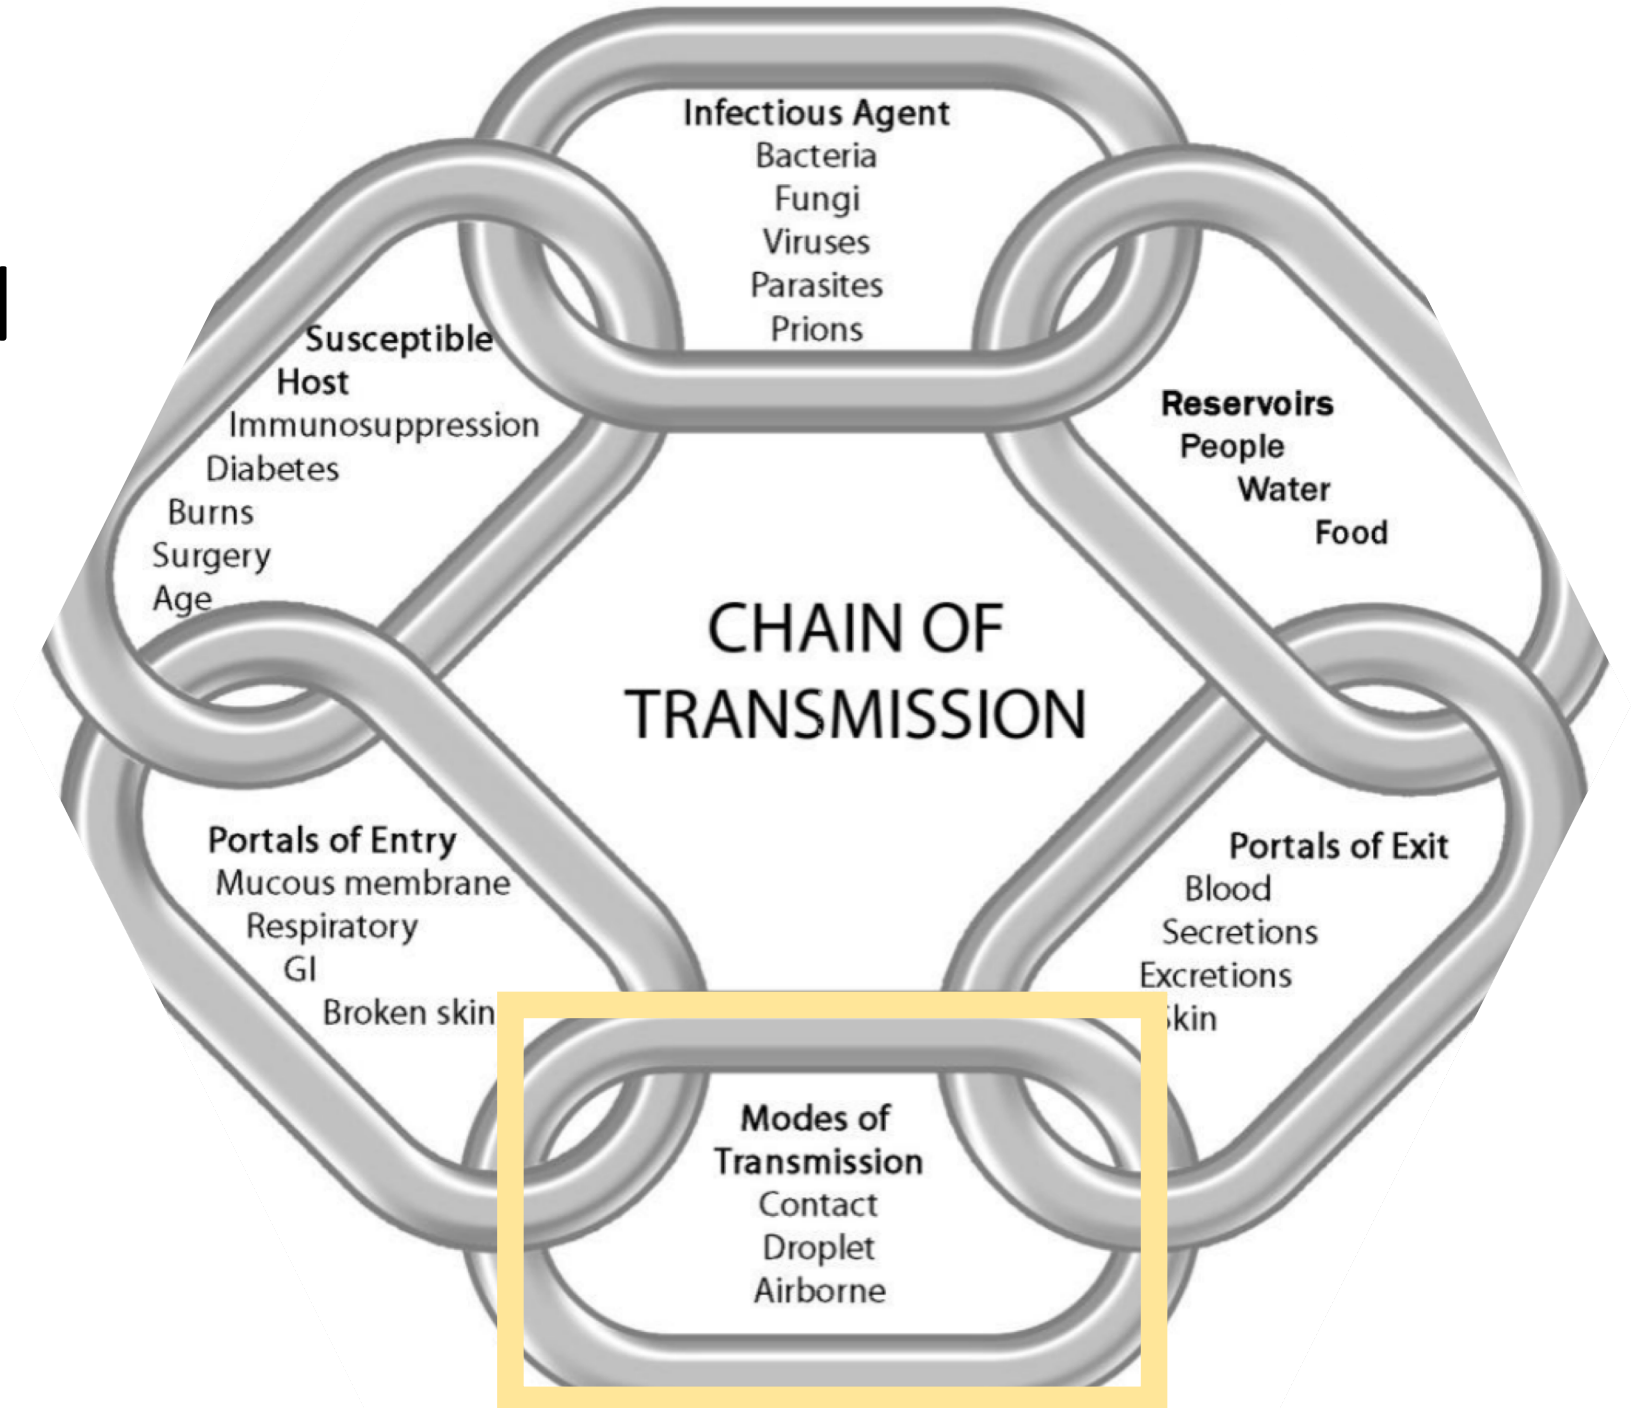 Infectious Agent
Bacteria
Fungi
Viruses
Parasites
Prions
Reservoirs
People
Water
Food
Portals of Exit
Blood
Secretions
Excretions
Skin
Modes of
Transmission
Contact
Droplet
Airborne
Portals of Entry
Mucous membrane
Respiratory
GI
Broken skin
Susceptible
Host
Immunosuppression
Diabetes
Burns
Surgery
Age
CHAIN OF
TRANSMISSION